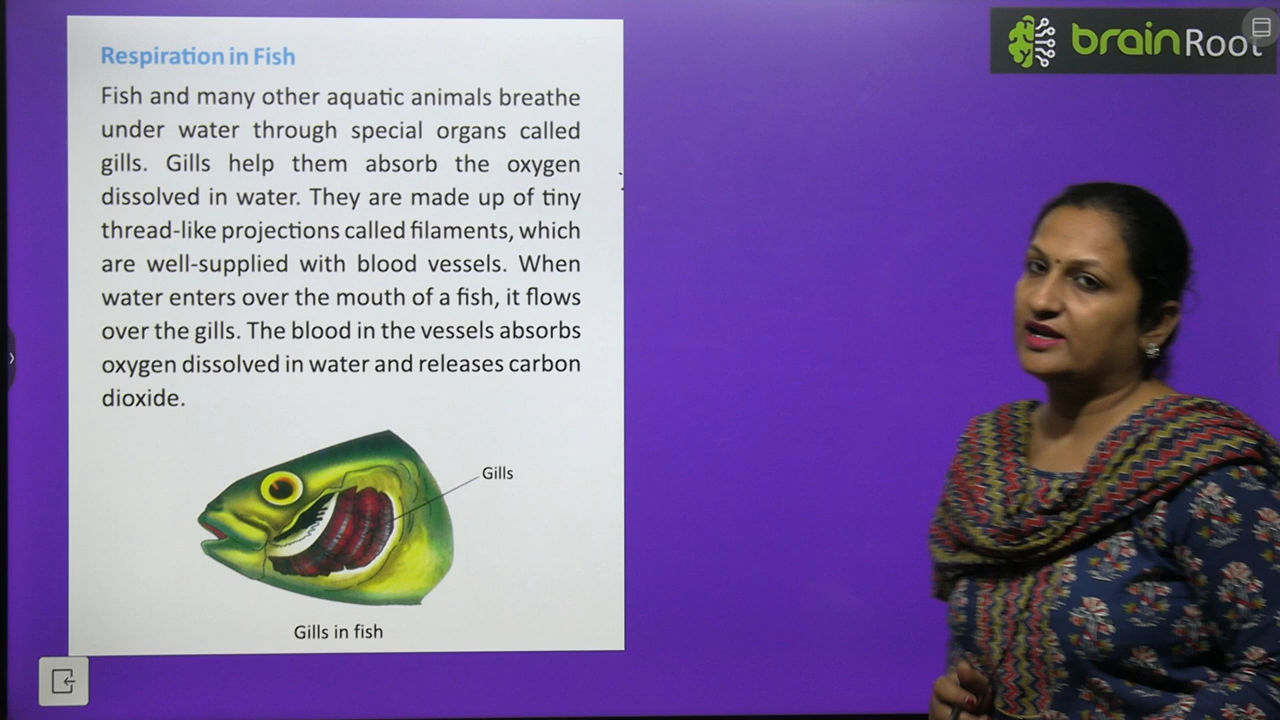 Respiration in Fish
Fish and many other aquatic animals breathe
under water through special organs called
gills. Gills help them absorb the oxygen
dissolved in water. They are made up of tiny
thread-like projections called filaments, which
are well-supplied with blood vessels. When
water enters over the mouth of a fish, it flows
over the gills. The blood in the vessels absorbs
oxygen dissolved in water and releases carbon
dioxide.
Gills
Gills in fish
brainRoot